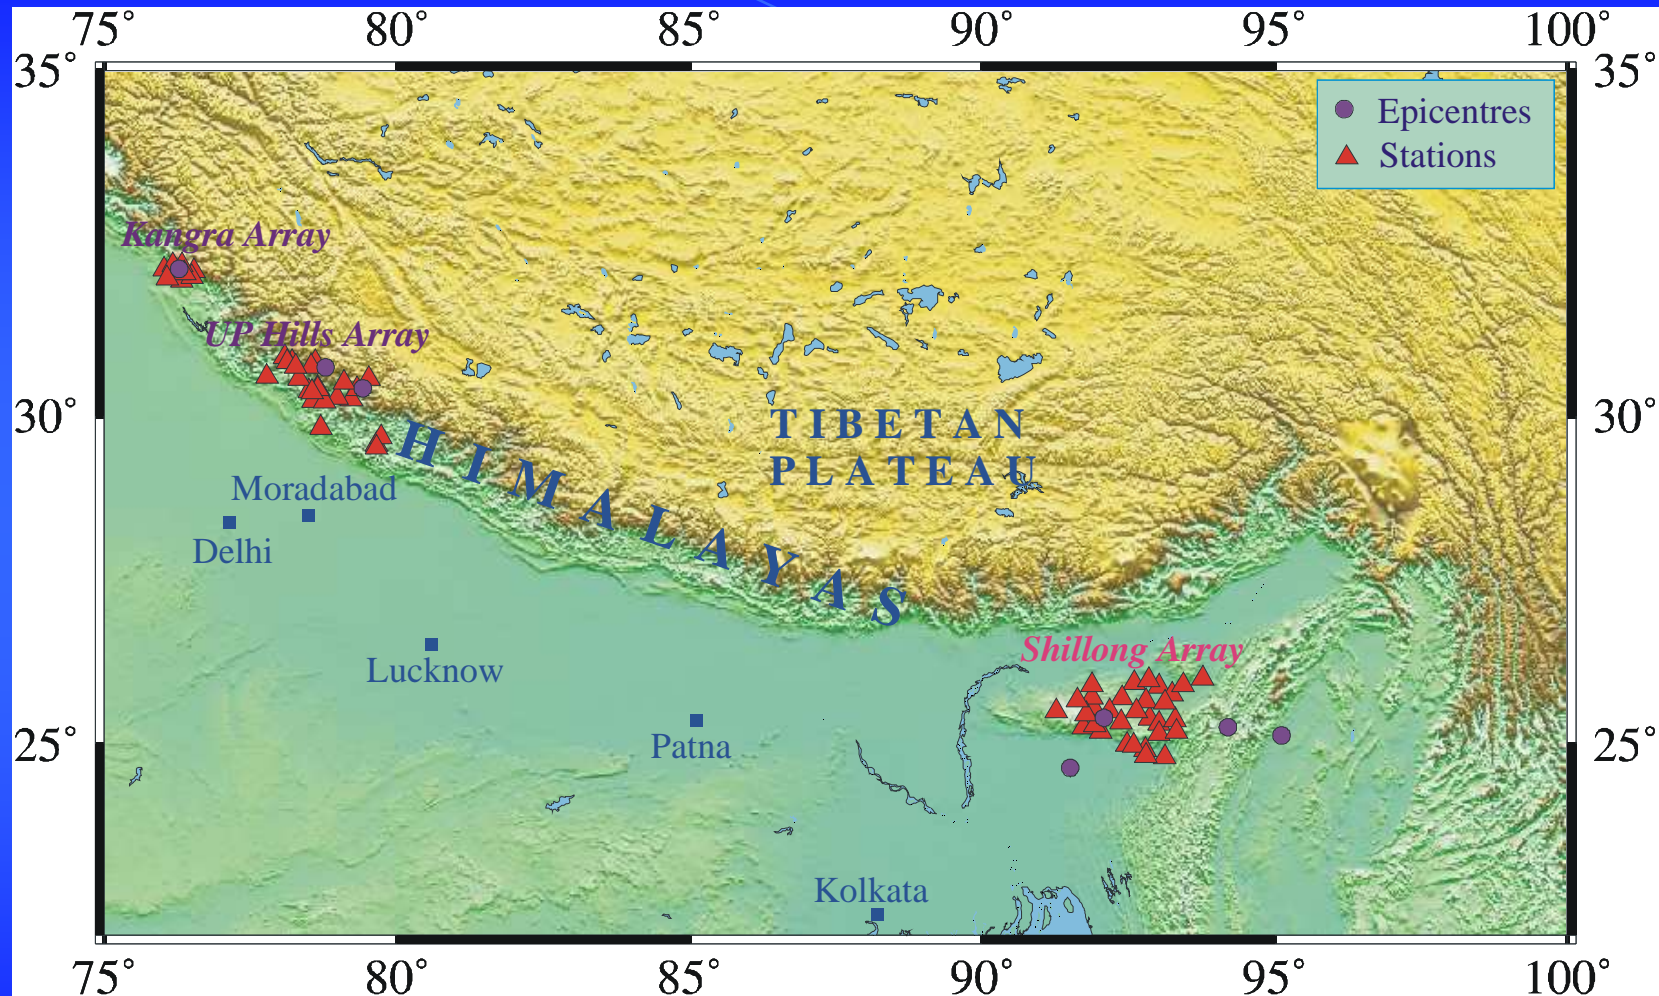 75° 80° 85° 90° 95° 100°
35° 35°
Epicentres
Stations
Kangra Array
UP Hills Array
30° 30°
TIBETAN
PLATEAU
HIMALAYAS
Moradabad
Delhi
Shillong Array
Lucknow
25° 25°
Patna
Kolkata
75° 80° 85° 90° 95° 100°